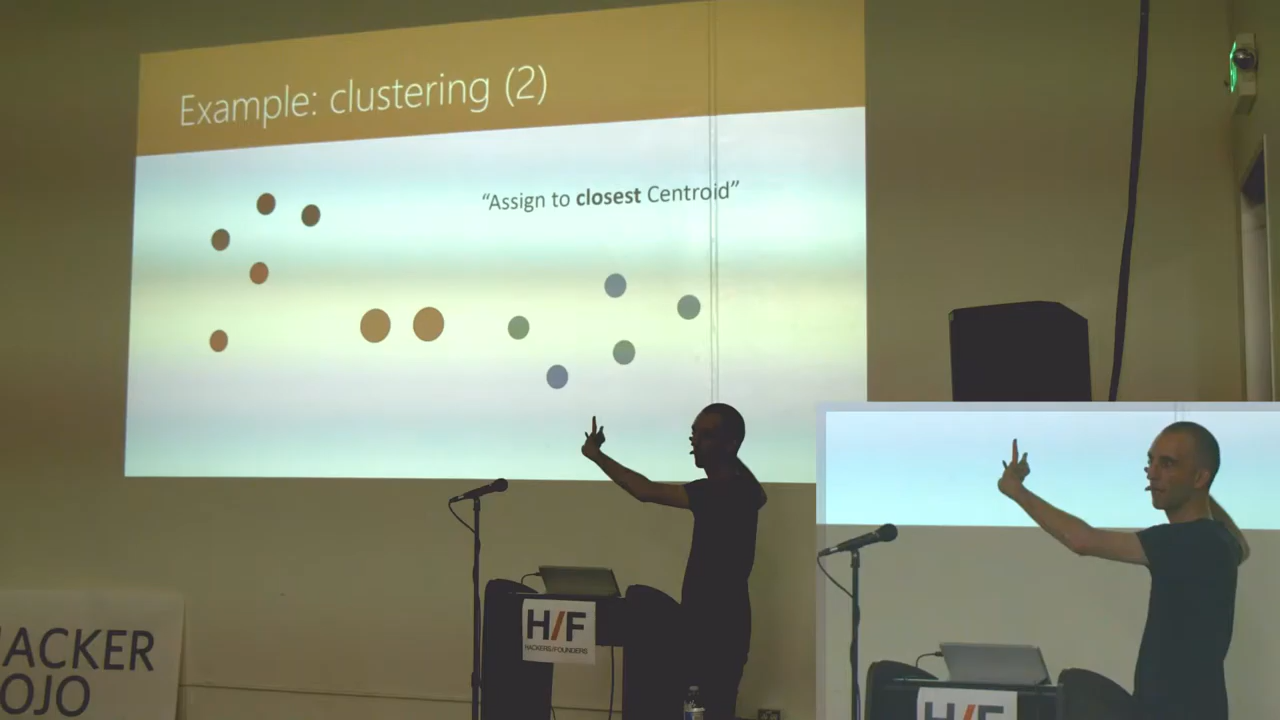 Example: clustering (2)
“Assign to closest Centroid”
H/F
HACKERS/FOUNDERS
ACKER
OJO
H/F